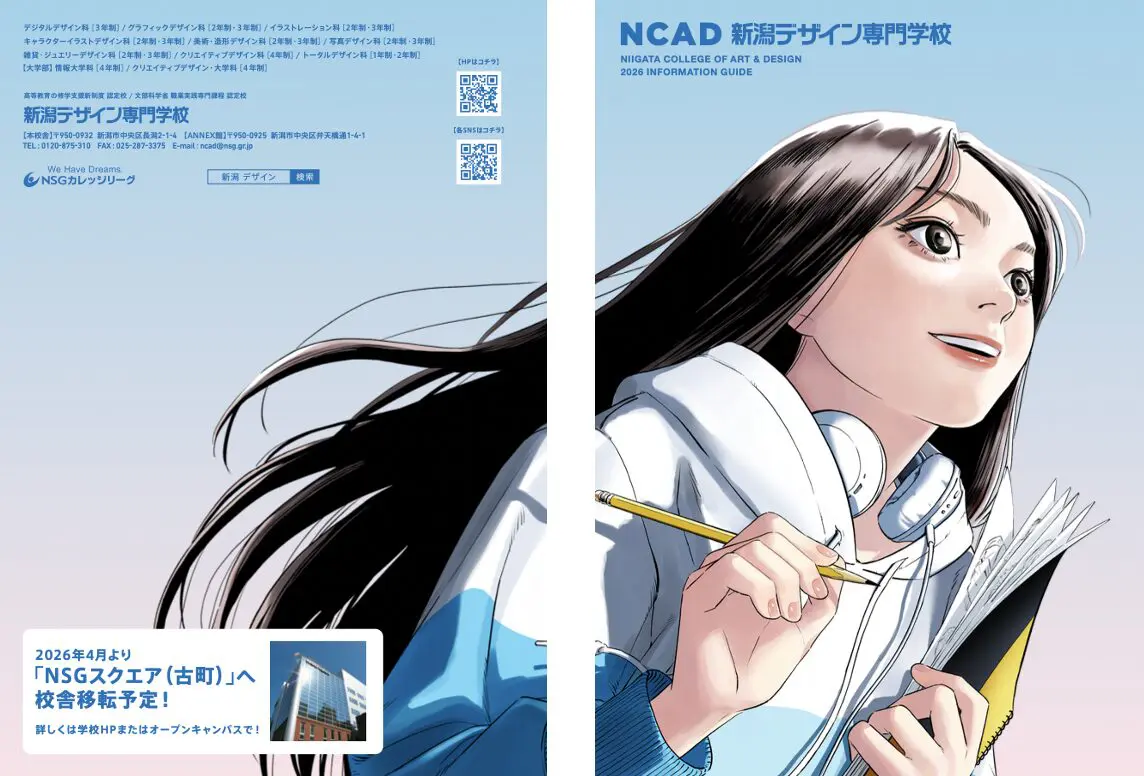 デジタルデザイン科 [3年制] / グラフィックデザイン科 [2年制・3年制] / イラストレーション科 [2年制・3年制]
キャラクターイラストデザイン科 [2年制・3年制] / 美術・造形デザイン科 [2年制・3年制] / 写真デザイン科 [2年制・3年制]
雑貨・ジュエリーデザイン科 [2年制・3年制] / クリエイティブデザイン科 [4年制] / トータルデザイン科 [1年制・2年制]
【大学部】 情報大学科 [4年制] / クリエイティブデザイン・大学科 [4年制]
高等教育の修学支援新制度 認定校 / 文部科学省 職業実践専門課程 認定校
新潟デザイン専門学校
【本校舎】〒950-0932 新潟市中央区長潟2-1-4 【ANNEX館】〒950-0925 新潟市中央区弁天橋通1-4-1
TEL : 0120-875-310 FAX : 025-287-3375 E-mail : ncad@nsg.gr.jp
We Have Dreams.
NSGカレッジリーグ
新潟 デザイン 検索
【HPはコチラ】
【各SNSはコチラ】
2026年4月より
「NSGスクエア(古町)」へ
校舎移転予定!
詳しくは学校HPまたはオープンキャンパスで!
NCAD 新潟デザイン専門学校
NIIGATA COLLEGE OF ART & DESIGN
2026 INFORMATION GUIDE